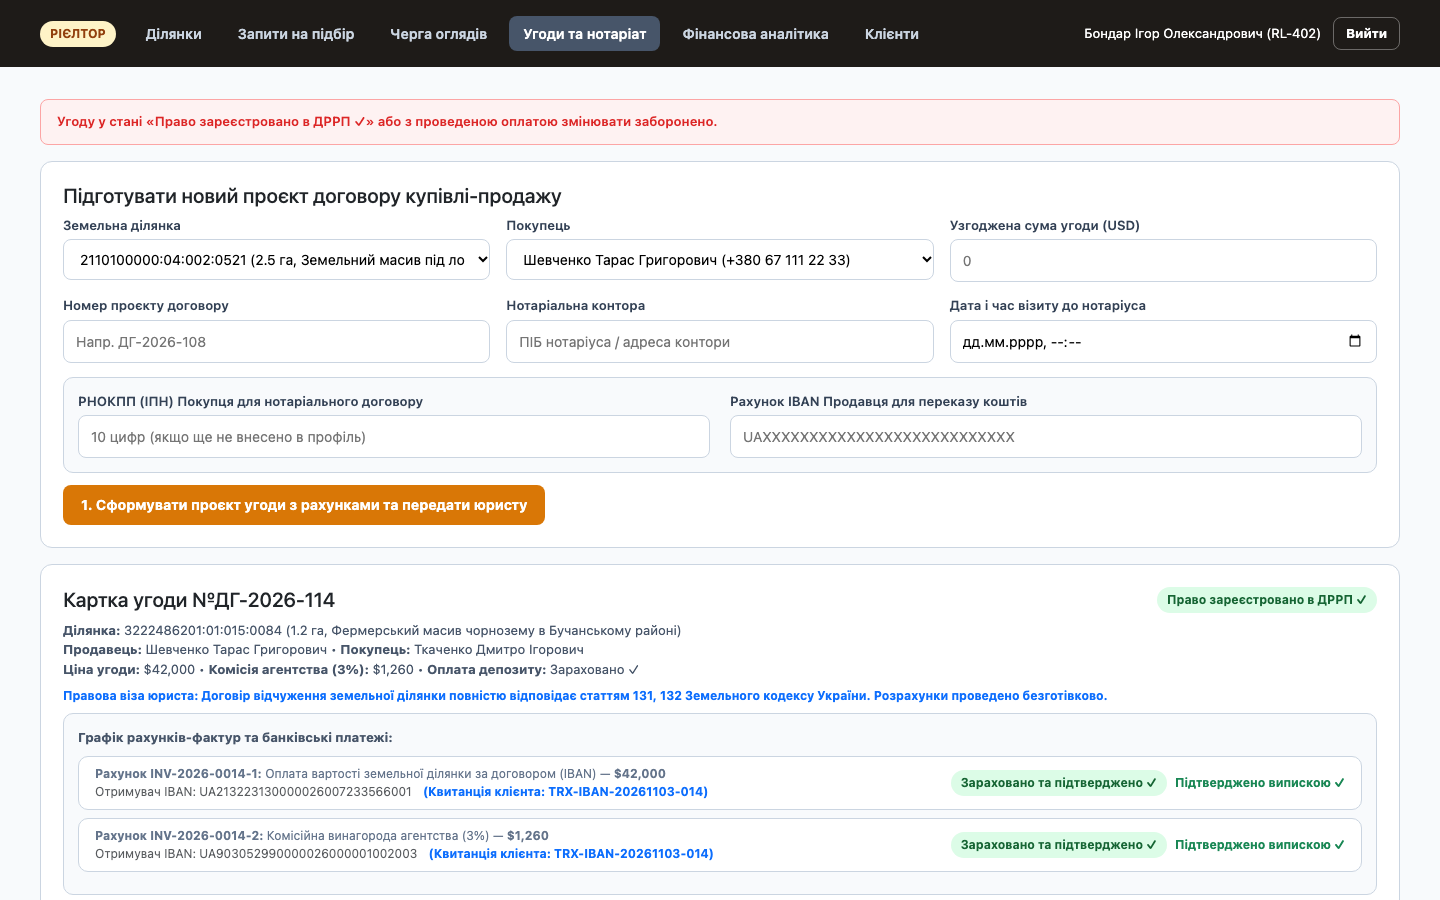 РІЄЛТОР
Ділянки
Запити на підбір
Черга оглядів
Угоди та нотаріат
Фінансова аналітика
Клієнти
Бондар Ігор Олександрович (RL-402)
Вийти
Угоду у стані «Право зареєстровано в ДРРП ✓» або з проведеною оплатою змінювати заборонено.
Підготувати новий проєкт договору купівлі-продажу
Земельна ділянка
Покупець
Узгоджена сума угоди (USD)
2110100000:04:002:0521 (2.5 га, Земельний масив під ло
Шевченко Тарас Григорович (+380 67 111 22 33)
0
Номер проєкту договору
Нотаріальна контора
Дата і час візиту до нотаріуса
Напр. ДГ-2026-108
ПІБ нотаріуса / адреса контори
дд.мм.рррр, --:--
РНОКПП (ІПН) Покупця для нотаріального договору
Рахунок IBAN Продавця для переказу коштів
10 цифр (якщо ще не внесено в профіль)
UAXXXXXXXXXXXXXXXXXXXXXXXXXXX
1. Сформувати проєкт угоди з рахунками та передати юристу
Картка угоди №ДГ-2026-114
Право зареєстровано в ДРРП ✓
Ділянка: 3222486201:01:015:0084 (1.2 га, Фермерський масив чорнозему в Бучанському районі)
Продавець: Шевченко Тарас Григорович • Покупець: Ткаченко Дмитро Ігорович
Ціна угоди: $42,000 • Комісія агентства (3%): $1,260 • Оплата депозиту: Зараховано ✓
Правова віза юриста: Договір відчуження земельної ділянки повністю відповідає статтям 131, 132 Земельного кодексу України. Розрахунки проведено безготівково.
Графік рахунків-фактур та банківські платежі:
Рахунок INV-2026-0014-1: Оплата вартості земельної ділянки за договором (IBAN) — $42,000
Отримувач IBAN: UA213223130000026007233566001 (Квитанція клієнта: TRX-IBAN-20261103-014)
Зараховано та підтверджено ✓
Підтверджено випискою ✓
Рахунок INV-2026-0014-2: Комісійна винагорода агентства (3%) — $1,260
Отримувач IBAN: UA903052990000026000001002003 (Квитанція клієнта: TRX-IBAN-20261103-014)
Зараховано та підтверджено ✓
Підтверджено випискою ✓